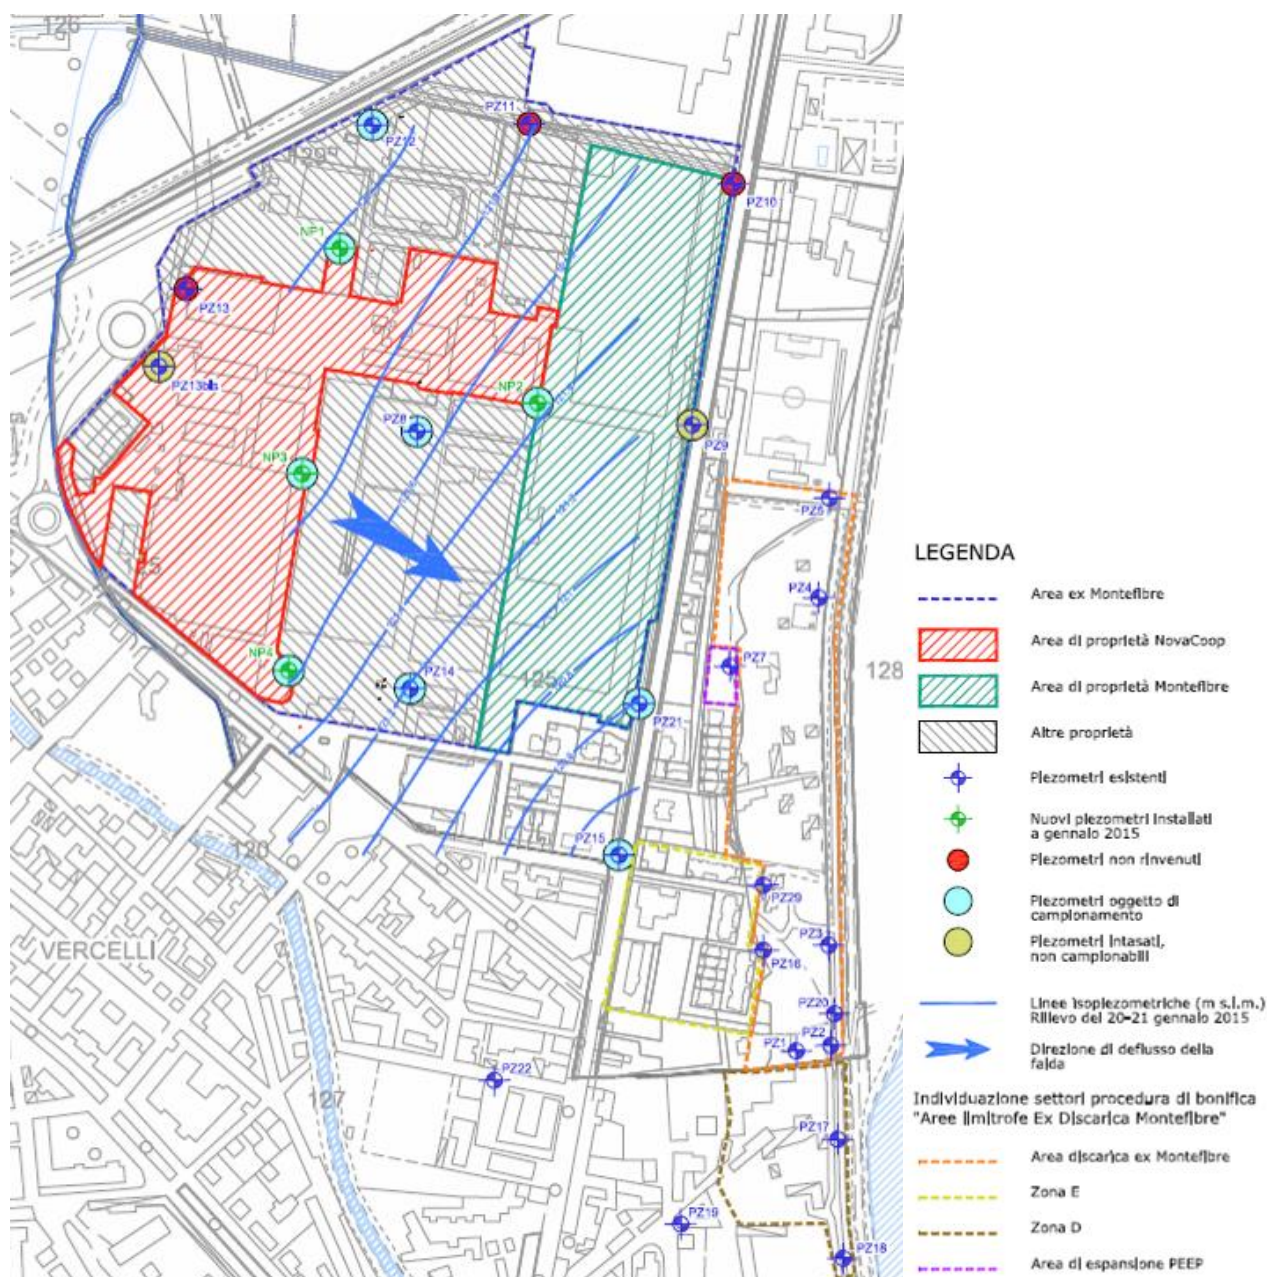 126
PZ11
PZ12
129
PZ10
NP1
PZ13
PZ13bis
NP2
PZ8
PZ9
NP3
PZ5
PZ4
LEGENDA
Area ex Montefibre
Area di proprietà NovaCoop
NP4
PZ14
125
PZ7
128
Area di proprietà Montefibre
PZ21
Altre proprietà
Piezometri esistenti
Nuovi piezometri installati
a gennaio 2015
PZ15
120
Piezometri non rinvenuti
PZ29
Piezometri oggetto di
campionamento
VERCELLI
PZ3
PZ16
Piezometri intasati,
non campionabili
PZ20
Linee isopiezometriche (m s.l.m.)
Rilievo del 20-21 gennaio 2015
PZ1
PZ2
Direzione di deflusso della
falda
PZ22
127
Individuazione settori procedura di bonifica
"Aree limitrofe Ex Discarica Montefibre"
PZ17
Area discarica ex Montefibre
Zona E
PZ19
Zona D
PZ18
Area di espansione PEEP